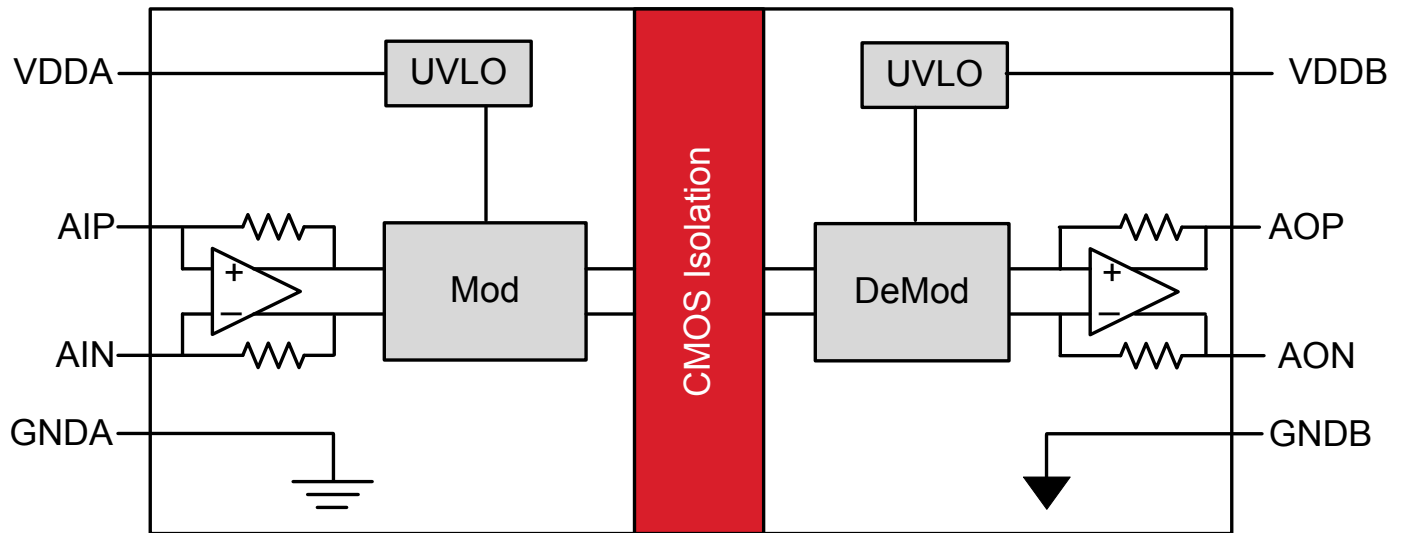 VDDA
UVLO
UVLO
VDDB
AIP
+
−
Mod
CMOS Isolation
DeMod
+
−
AOP
AIN
AON
GNDA
GNDB